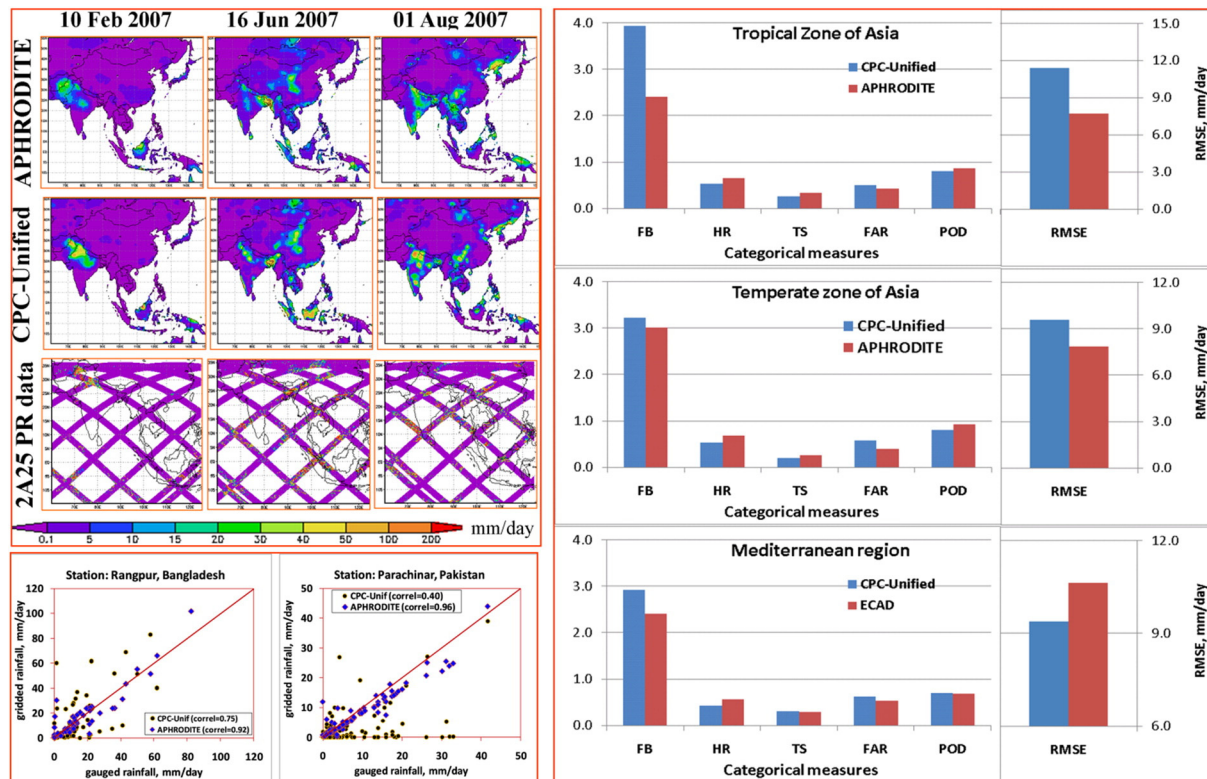 10 Feb 2007 16 Jun 2007 01 Aug 2007
APHRODITE
CPC-Unified
2A25 PR data
0.1 5 10 15 20 30 40 50 100 200 mm/day
Station: Rangpur, Bangladesh
gridded rainfall, mm/day
120
100
80
60
40
20
0
CPC-Unif (correl=0.75)
APHRODITE (correl=0.92)
0 20 40 60 80 100 120
gauged rainfall, mm/day
Station: Parachinar, Pakistan
gridded rainfall, mm/day
50
40
30
20
10
0
CPC-Unif (correl=0.40)
APHRODITE (correl=0.96)
0 10 20 30 40 50
gauged rainfall, mm/day
Tropical Zone of Asia
CPC-Unified
APHRODITE
4.0
3.0
2.0
1.0
0.0
FB HR TS FAR POD
Categorical measures
15.0
12.0
9.0
6.0
3.0
0.0
RMSE, mm/day
RMSE
Temperate zone of Asia
CPC-Unified
APHRODITE
4.0
3.0
2.0
1.0
0.0
FB HR TS FAR POD
Categorical measures
12.0
9.0
6.0
3.0
0.0
RMSE, mm/day
RMSE
Mediterranean region
CPC-Unified
ECAD
4.0
3.0
2.0
1.0
0.0
FB HR TS FAR POD
Categorical measures
12.0
9.0
6.0
RMSE, mm/day
RMSE